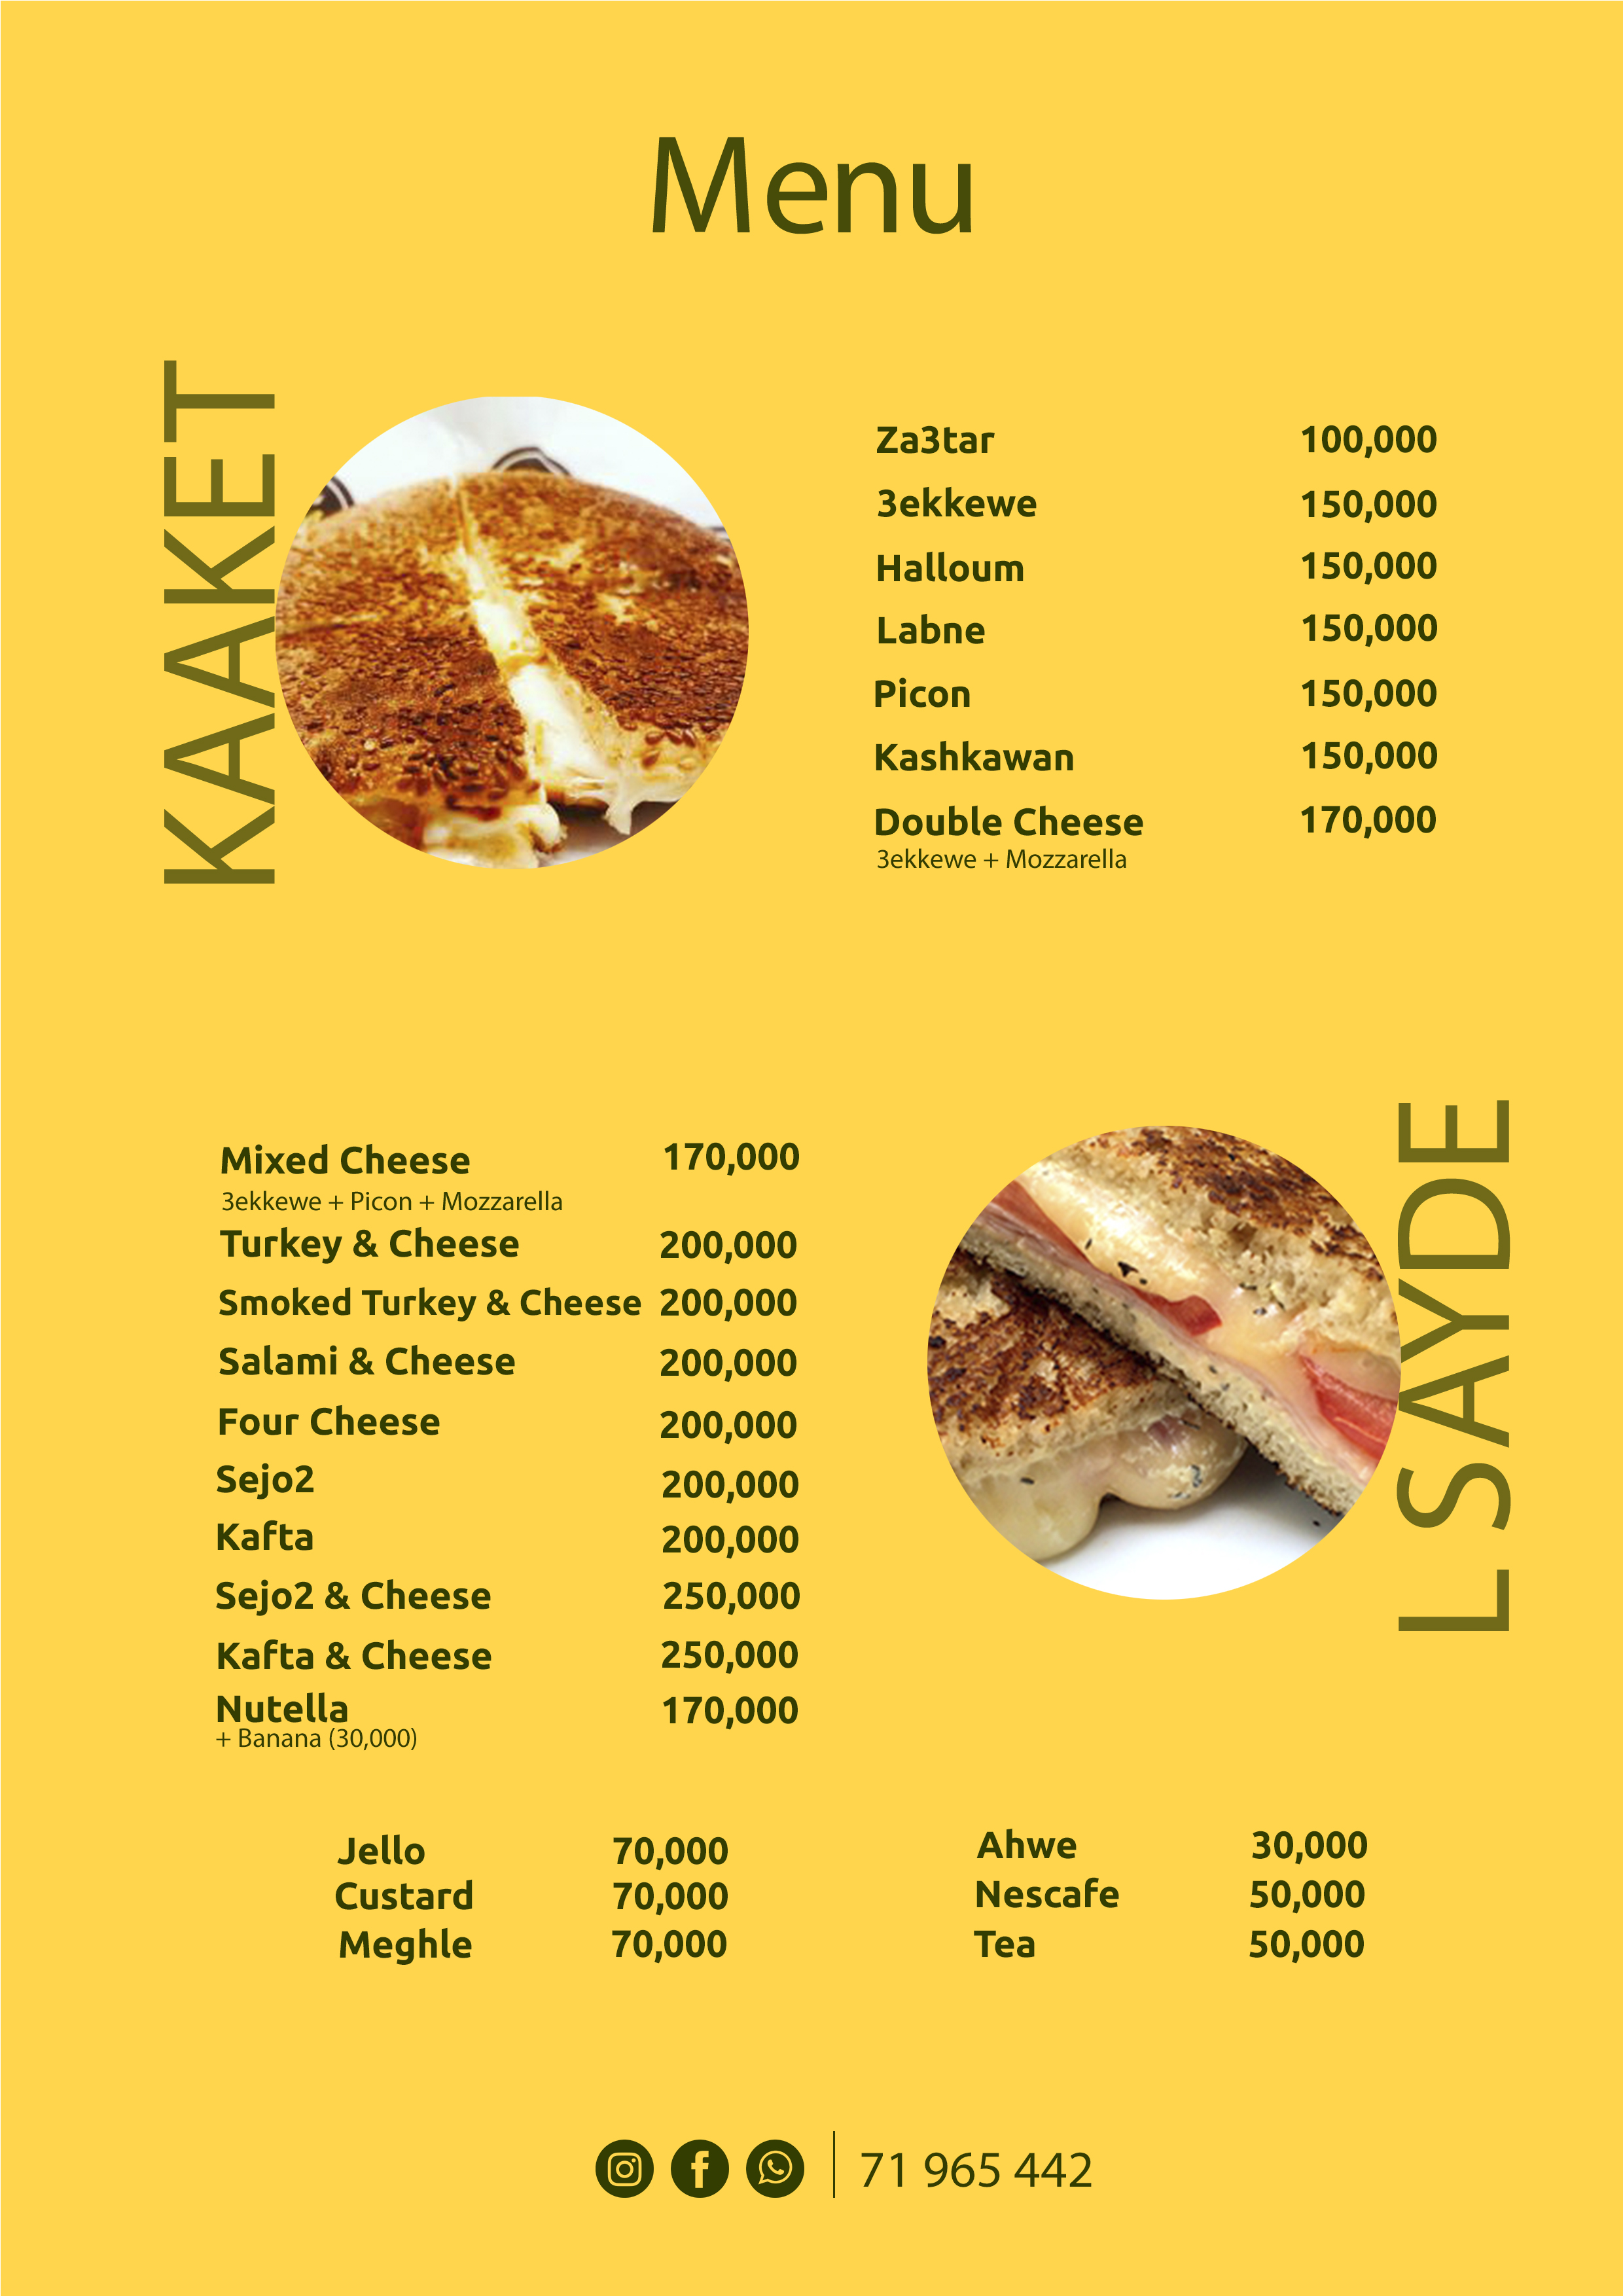 Menu
KAAKET
Za3tar 100,000
3ekkewe 150,000
Halloum 150,000
Labne 150,000
Picon 150,000
Kashkawan 150,000
Double Cheese 170,000
3ekkewe + Mozzarella
L SAYDE
Mixed Cheese 170,000
3ekkewe + Picon + Mozzarella
Turkey & Cheese 200,000
Smoked Turkey & Cheese 200,000
Salami & Cheese 200,000
Four Cheese 200,000
Sejo2 200,000
Kafta 200,000
Sejo2 & Cheese 250,000
Kafta & Cheese 250,000
Nutella 170,000
+ Banana (30,000)
Jello 70,000
Custard 70,000
Meghle 70,000
Ahwe 30,000
Nescafe 50,000
Tea 50,000
71 965 442